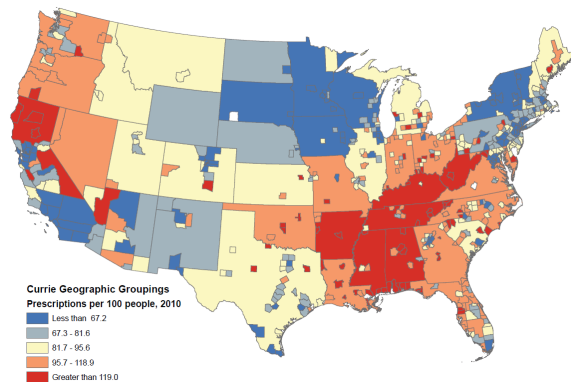 Currie Geographic Groupings
Prescriptions per 100 people, 2010
Less than 67.2
67.3 - 81.6
81.7 - 95.6
95.7 - 118.9
Greater than 119.0